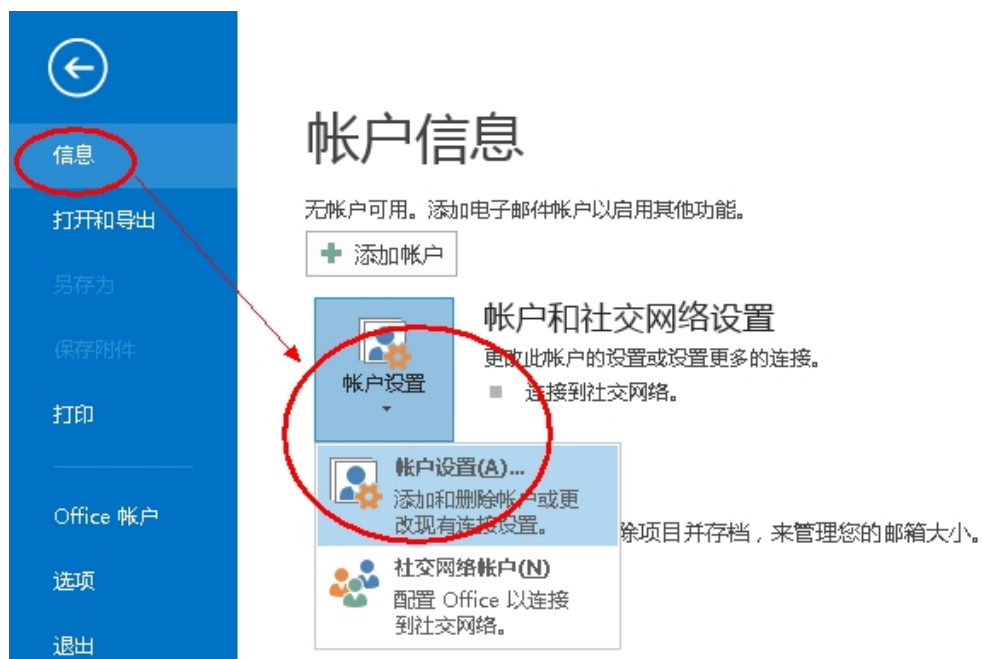 信息
打开和导出
另存为
保存附件
打印
Office 帐户
选项
退出
帐户信息
无帐户可用。添加电子邮件帐户以启用其他功能。
添加帐户
帐户设置
帐户和社交网络设置
更改此帐户的设置或设置更多的连接。
连接到社交网络。
帐户设置(A)...
添加和删除帐户或更
改现有连接设置。
除项目并存档，来管理您的邮箱大小。
社交网络帐户(N)
配置 Office 以连接
到社交网络。